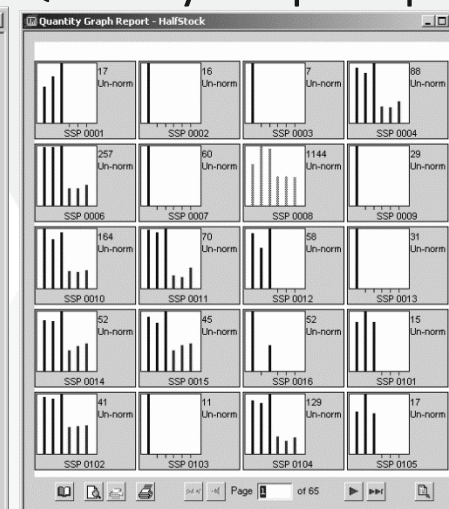 Quantity Graph Report - HalfStock
17
Un-norm
SSP 0001
16
Un-norm
SSP 0002
7
Un-norm
SSP 0003
88
Un-norm
SSP 0004
257
Un-norm
SSP 0006
60
Un-norm
SSP 0007
1144
Un-norm
SSP 0008
29
Un-norm
SSP 0009
164
Un-norm
SSP 0010
70
Un-norm
SSP 0011
58
Un-norm
SSP 0012
31
Un-norm
SSP 0013
52
Un-norm
SSP 0014
45
Un-norm
SSP 0015
52
Un-norm
SSP 0016
15
Un-norm
SSP 0101
41
Un-norm
SSP 0102
11
Un-norm
SSP 0103
129
Un-norm
SSP 0104
17
Un-norm
SSP 0105
Page 1 of 65